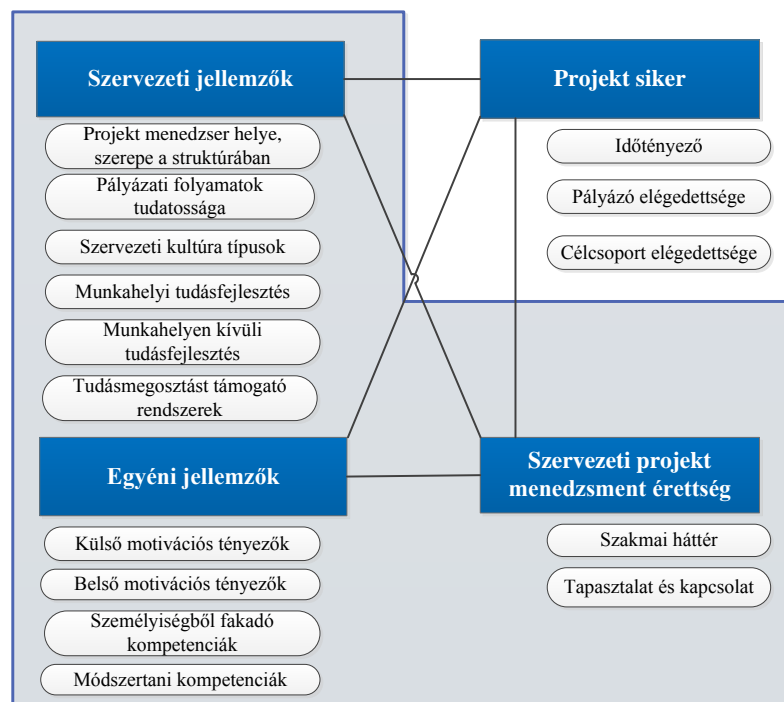 Szervezeti jellemzők
Projekt menedzser helye,
szerepe a struktúrában
Pályázati folyamatok
tudatossága
Szervezeti kultúra típusok
Munkahelyi tudásfejlesztés
Munkahelyen kívüli
tudásfejlesztés
Tudásmegosztást támogató
rendszerek
Projekt siker
Időtényező
Pályázó elégedettsége
Célcsoport elégedettsége
Egyéni jellemzők
Külső motivációs tényezők
Belső motivációs tényezők
Személyiségből fakadó
kompetenciák
Módszertani kompetenciák
Szervezeti projekt
menedzsment érettség
Szakmai háttér
Tapasztalat és kapcsolat